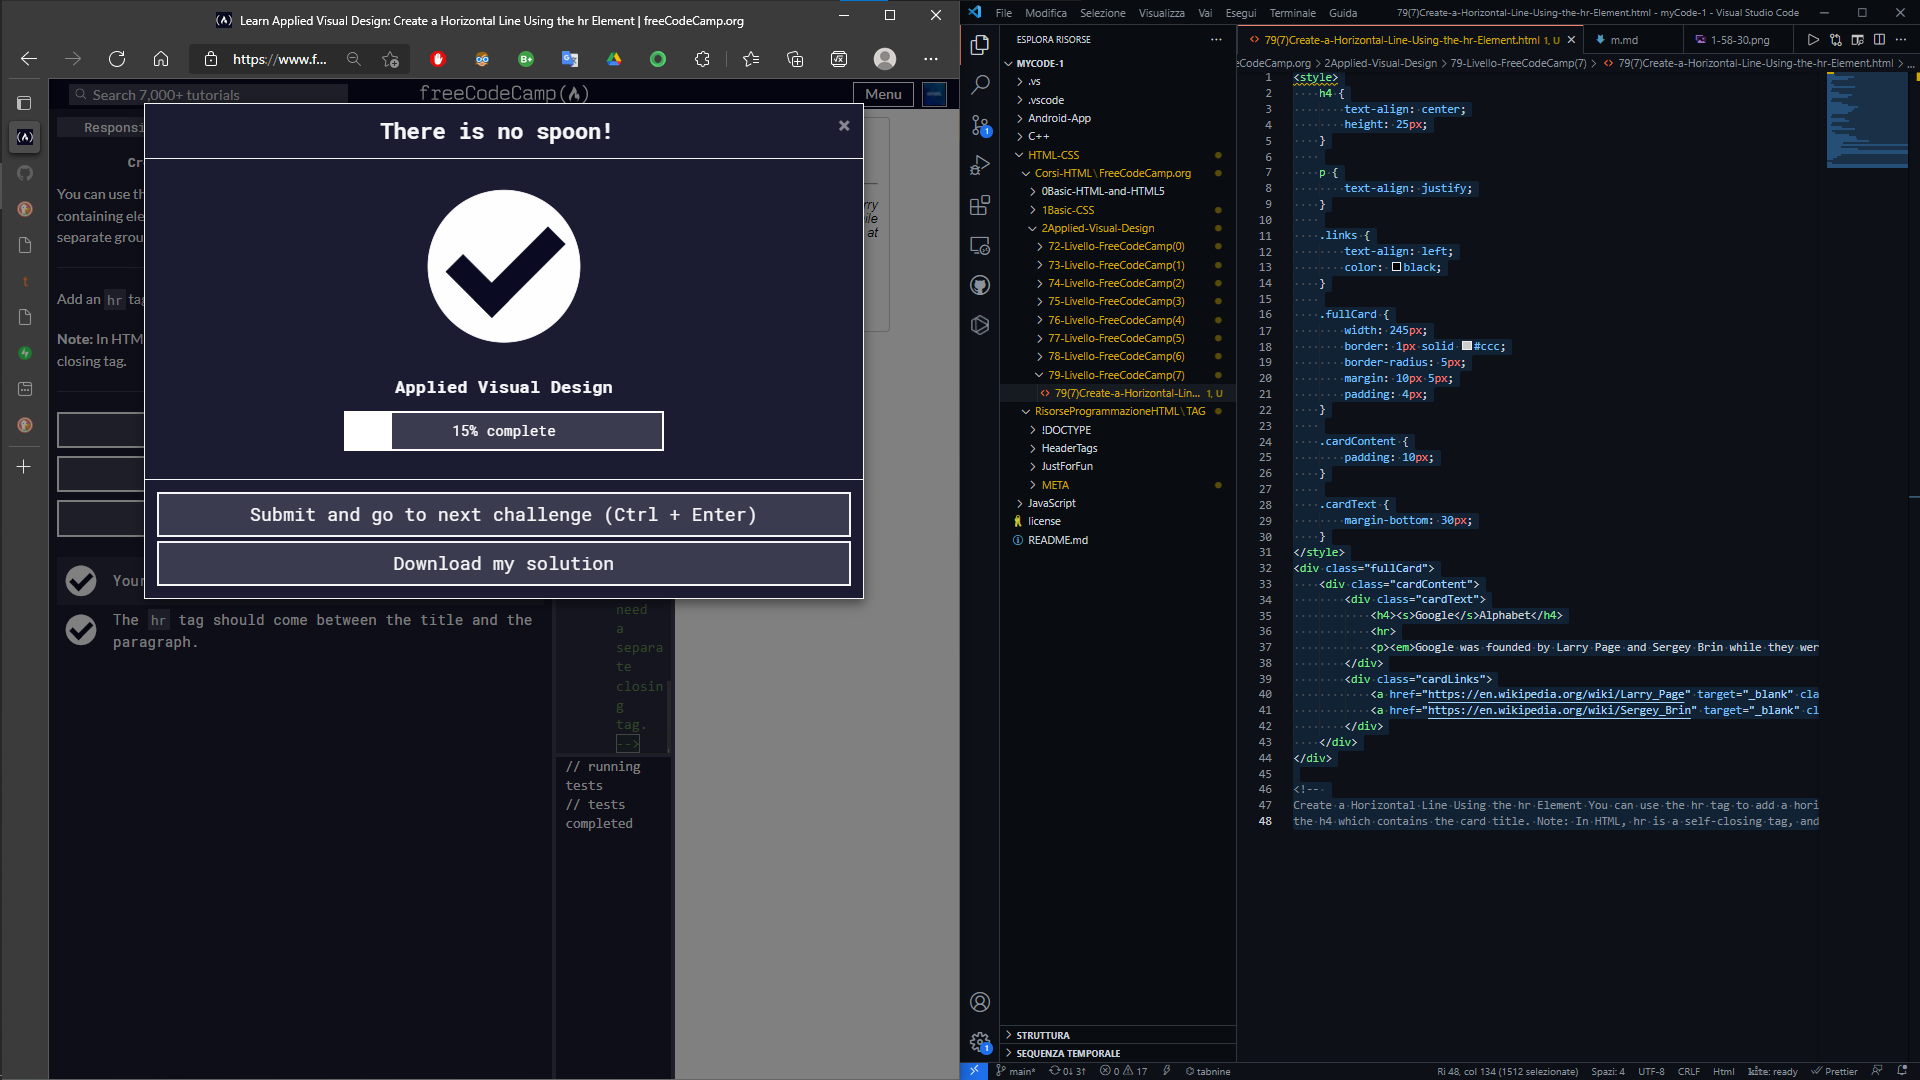 Learn Applied Visual Design: Create a Horizontal Line Using the hr Element | freeCodeCamp.org
https://www.f...
Search 7,000+ tutorials
freeCodeCamp(🔥)
Menu
Responsi
Cr
You can use th
containing ele
separate grou
Add an hr tag
Note: In HTM
closing tag.
There is no spoon!
×
Applied Visual Design
15% complete
Submit and go to next challenge (Ctrl + Enter)
Download my solution
Your
The hr tag should come between the title and the
paragraph.
rry
ile
at
need
a
separa
te
closin
g
tag.
-->
// running
tests
// tests
completed
File Modifica Selezione Visualizza Vai Esegui Terminale Guida
79(7)Create-a-Horizontal-Line-Using-the-hr-Element.html - myCode-1 - Visual Studio Code
ESPLORA RISORSE
MYCODE-1
.vs
.vscode
Android-App
C++
HTML-CSS
Corsi-HTML\FreeCodeCamp.org
0Basic-HTML-and-HTML5
1Basic-CSS
2Applied-Visual-Design
72-Livello-FreeCodeCamp(0)
73-Livello-FreeCodeCamp(1)
74-Livello-FreeCodeCamp(2)
75-Livello-FreeCodeCamp(3)
76-Livello-FreeCodeCamp(4)
77-Livello-FreeCodeCamp(5)
78-Livello-FreeCodeCamp(6)
79-Livello-FreeCodeCamp(7)
79(7)Create-a-Horizontal-Lin... 1, U
RisorseProgrammazioneHTML\TAG
!DOCTYPE
HeaderTags
JustForFun
META
JavaScript
license
README.md
STRUTTURA
SEQUENZA TEMPORALE
79(7)Create-a-Horizontal-Line-Using-the-hr-Element.html 1, U
m.md
1-58-30.png
eCodeCamp.org > 2Applied-Visual-Design > 79-Livello-FreeCodeCamp(7) > 79(7)Create-a-Horizontal-Line-Using-the-hr-Element.html > ...
1 <style>
2 h4 {
3 text-align: center;
4 height: 25px;
5 }
6
7 p {
8 text-align: justify;
9 }
10
11 .links {
12 text-align: left;
13 color: black;
14 }
15
16 .fullCard {
17 width: 245px;
18 border: 1px solid #ccc;
19 border-radius: 5px;
20 margin: 10px 5px;
21 padding: 4px;
22 }
23
24 .cardContent {
25 padding: 10px;
26 }
27
28 .cardText {
29 margin-bottom: 30px;
30 }
31 </style>
32 <div class="fullCard">
33 <div class="cardContent">
34 <div class="cardText">
35 <h4><s>Google</s>Alphabet</h4>
36 <hr>
37 <p><em>Google was founded by Larry Page and Sergey Brin while they wer
38 </div>
39 <div class="cardLinks">
40 <a href="https://en.wikipedia.org/wiki/Larry_Page" target="_blank" cla
41 <a href="https://en.wikipedia.org/wiki/Sergey_Brin" target="_blank" cl
42 </div>
43 </div>
44 </div>
45
46 <!--
47 Create a Horizontal Line Using the hr Element You can use the hr tag to add a hori
48 the h4 which contains the card title. Note: In HTML, hr is a self-closing tag, and
main* 0↓ 3↑ 0 17 tabnine
Ri 48, col 134 (1512 selezionate) Spazi: 4 UTF-8 CRLF Html kite: ready Prettier